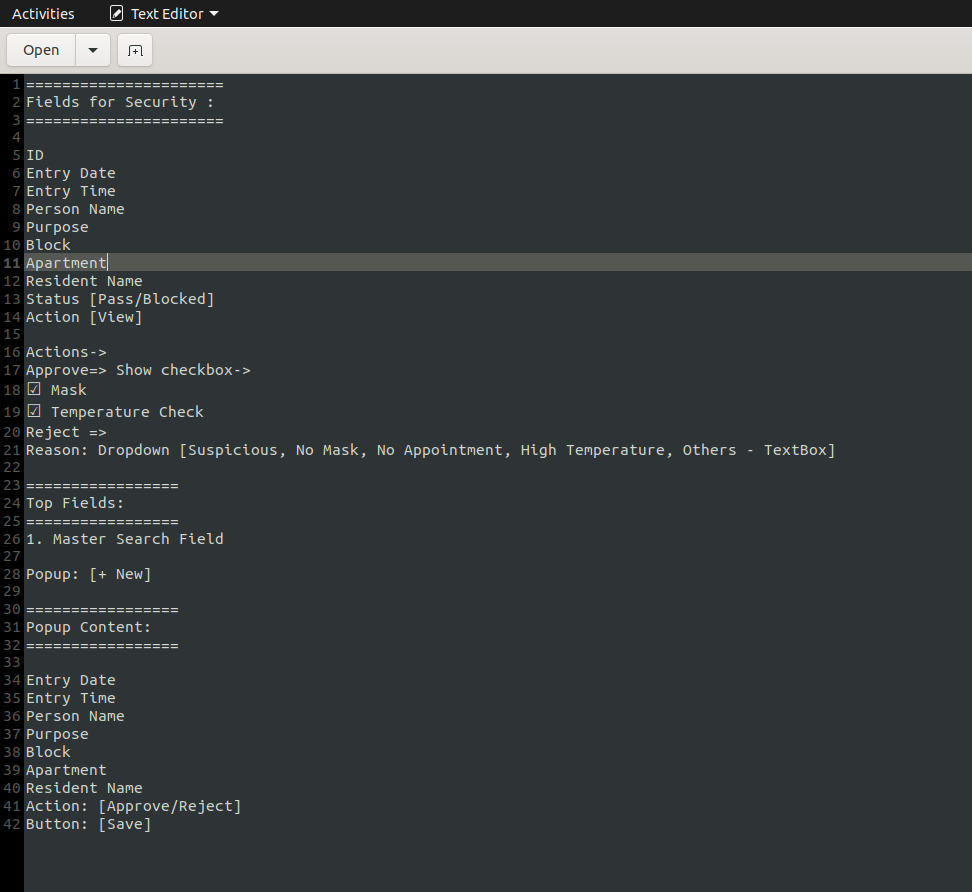 Activities Text Editor
Open
1 ======================
2 Fields for Security :
3 ======================
4
5 ID
6 Entry Date
7 Entry Time
8 Person Name
9 Purpose
10 Block
11 Apartment
12 Resident Name
13 Status [Pass/Blocked]
14 Action [View]
15
16 Actions->
17 Approve=> Show checkbox->
18 ☑ Mask
19 ☑ Temperature Check
20 Reject =>
21 Reason: Dropdown [Suspicious, No Mask, No Appointment, High Temperature, Others - TextBox]
22
23 =================
24 Top Fields:
25 =================
26 1. Master Search Field
27
28 Popup: [+ New]
29
30 =================
31 Popup Content:
32 =================
33
34 Entry Date
35 Entry Time
36 Person Name
37 Purpose
38 Block
39 Apartment
40 Resident Name
41 Action: [Approve/Reject]
42 Button: [Save]